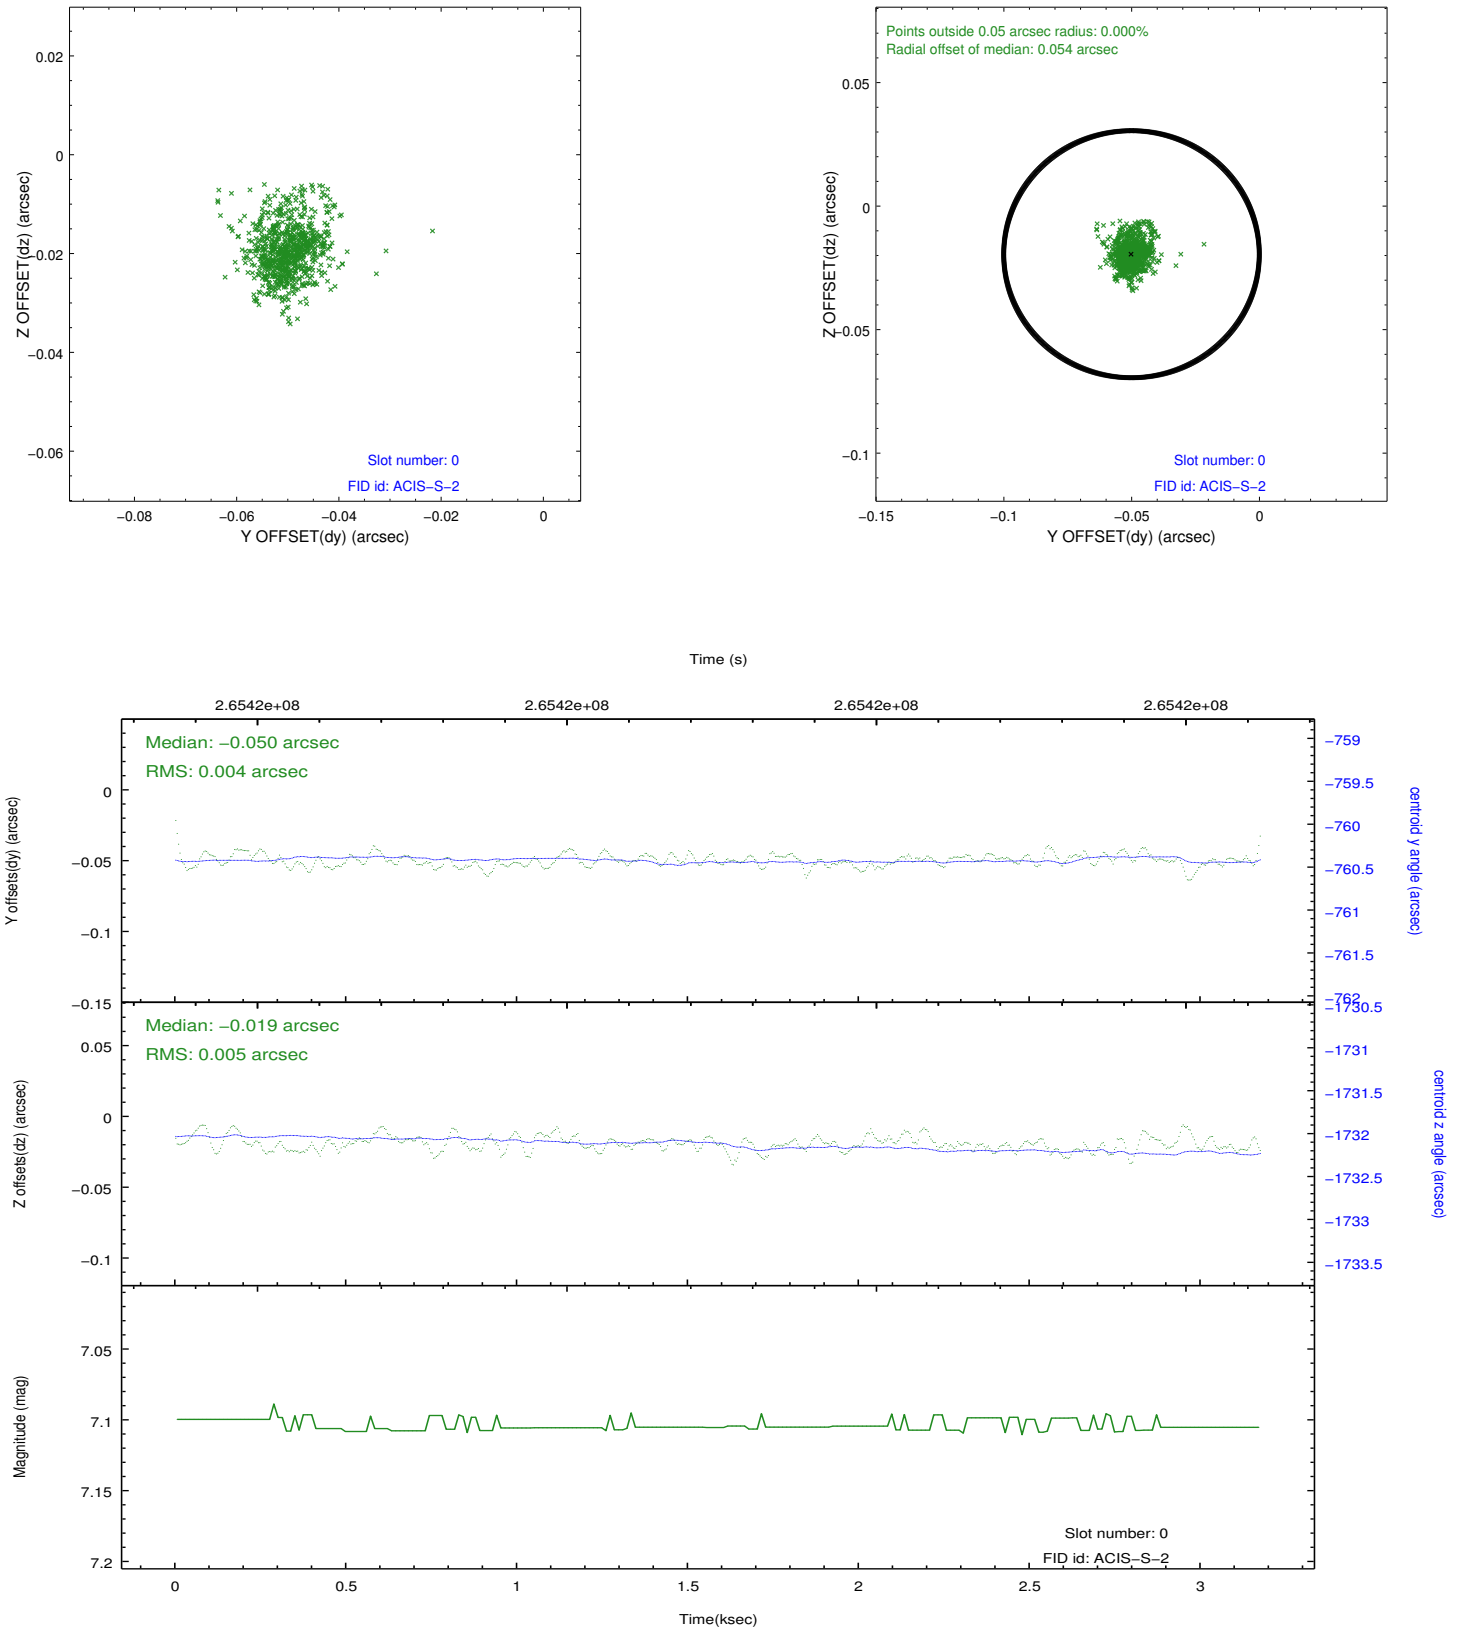 0.02
0
−0.02
−0.04
−0.06
Z OFFSET(dz) (arcsec)
Slot number: 0
FID id: ACIS−S−2
−0.08
−0.06
−0.04
−0.02
0
Y OFFSET(dy) (arcsec)
Points outside 0.05 arcsec radius: 0.000%
Radial offset of median: 0.054 arcsec
0.05
0
−0.05
−0.1
Z OFFSET(dz) (arcsec)
Slot number: 0
FID id: ACIS−S−2
−0.15
−0.1
−0.05
0
Y OFFSET(dy) (arcsec)
Time (s)
2.6542e+08
2.6542e+08
2.6542e+08
2.6542e+08
Median: −0.050 arcsec
RMS: 0.004 arcsec
0
−0.05
−0.1
−0.15
Y offsets(dy) (arcsec)
−759
−759.5
−760
−760.5
−761
−761.5
−762
centroid y angle (arcsec)
Median: −0.019 arcsec
RMS: 0.005 arcsec
0.05
0
−0.05
−0.1
Z offsets(dz) (arcsec)
−1730.5
−1731
−1731.5
−1732
−1732.5
−1733
−1733.5
centroid z angle (arcsec)
7.05
7.1
7.15
7.2
Magnitude (mag)
Slot number: 0
FID id: ACIS−S−2
0
0.5
1
1.5
2
2.5
3
Time(ksec)